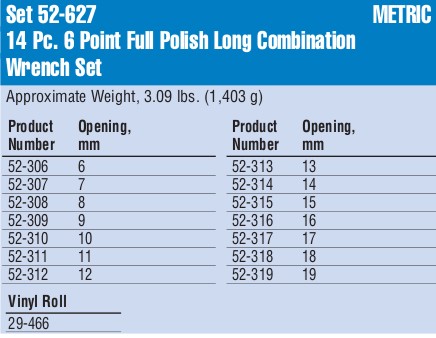 Set 52-627 METRIC
14 Pc. 6 Point Full Polish Long Combination
Wrench Set
Approximate Weight, 3.09 lbs. (1,403 g)
Product Opening, Product Opening,
Number mm Number mm
52-306 6 52-313 13
52-307 7 52-314 14
52-308 8 52-315 15
52-309 9 52-316 16
52-310 10 52-317 17
52-311 11 52-318 18
52-312 12 52-319 19
Vinyl Roll
29-466